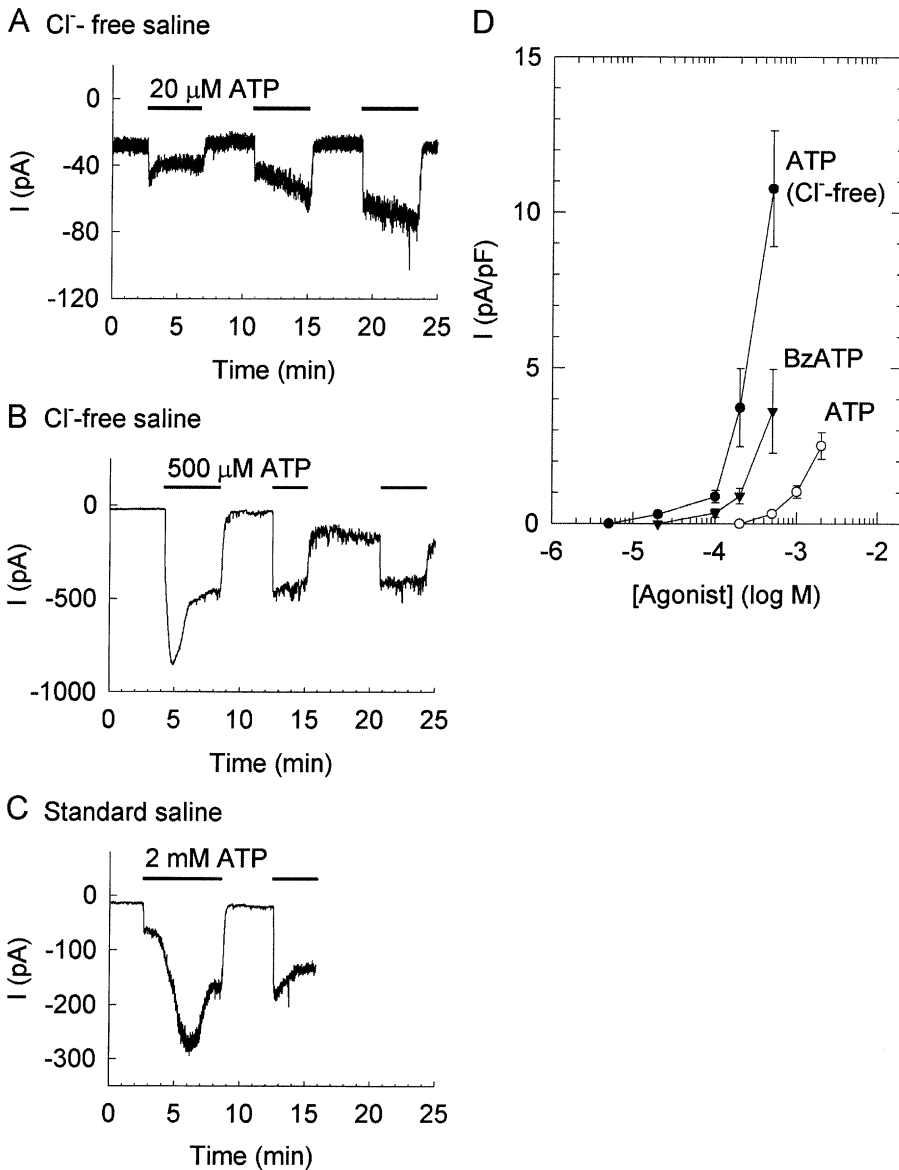 A Cl⁻- free saline
20 μM ATP
0
-40
-80
-120
I (pA)
0 5 10 15 20 25
Time (min)
B Cl⁻-free saline
500 μM ATP
0
-500
-1000
I (pA)
0 5 10 15 20 25
Time (min)
C Standard saline
2 mM ATP
0
-100
-200
-300
I (pA)
0 5 10 15 20 25
Time (min)
D
15
10
5
0
I (pA/pF)
ATP
(Cl⁻-free)
BzATP
ATP
-6 -5 -4 -3 -2
[Agonist] (log M)